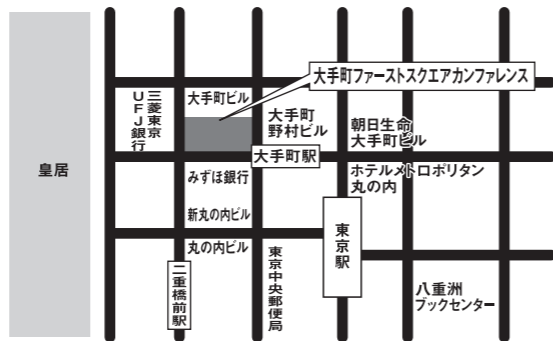 大手町ファーストスクエアカンファレンス
大手町ビル
三菱東京
UFJ銀行
大手町
野村ビル
朝日生命
大手町ビル
大手町駅
皇居
みずほ銀行
ホテルメトロポリタン
丸の内
新丸の内ビル
東京駅
丸の内ビル
二重橋前駅
東京中央郵便局
八重洲
ブックセンター